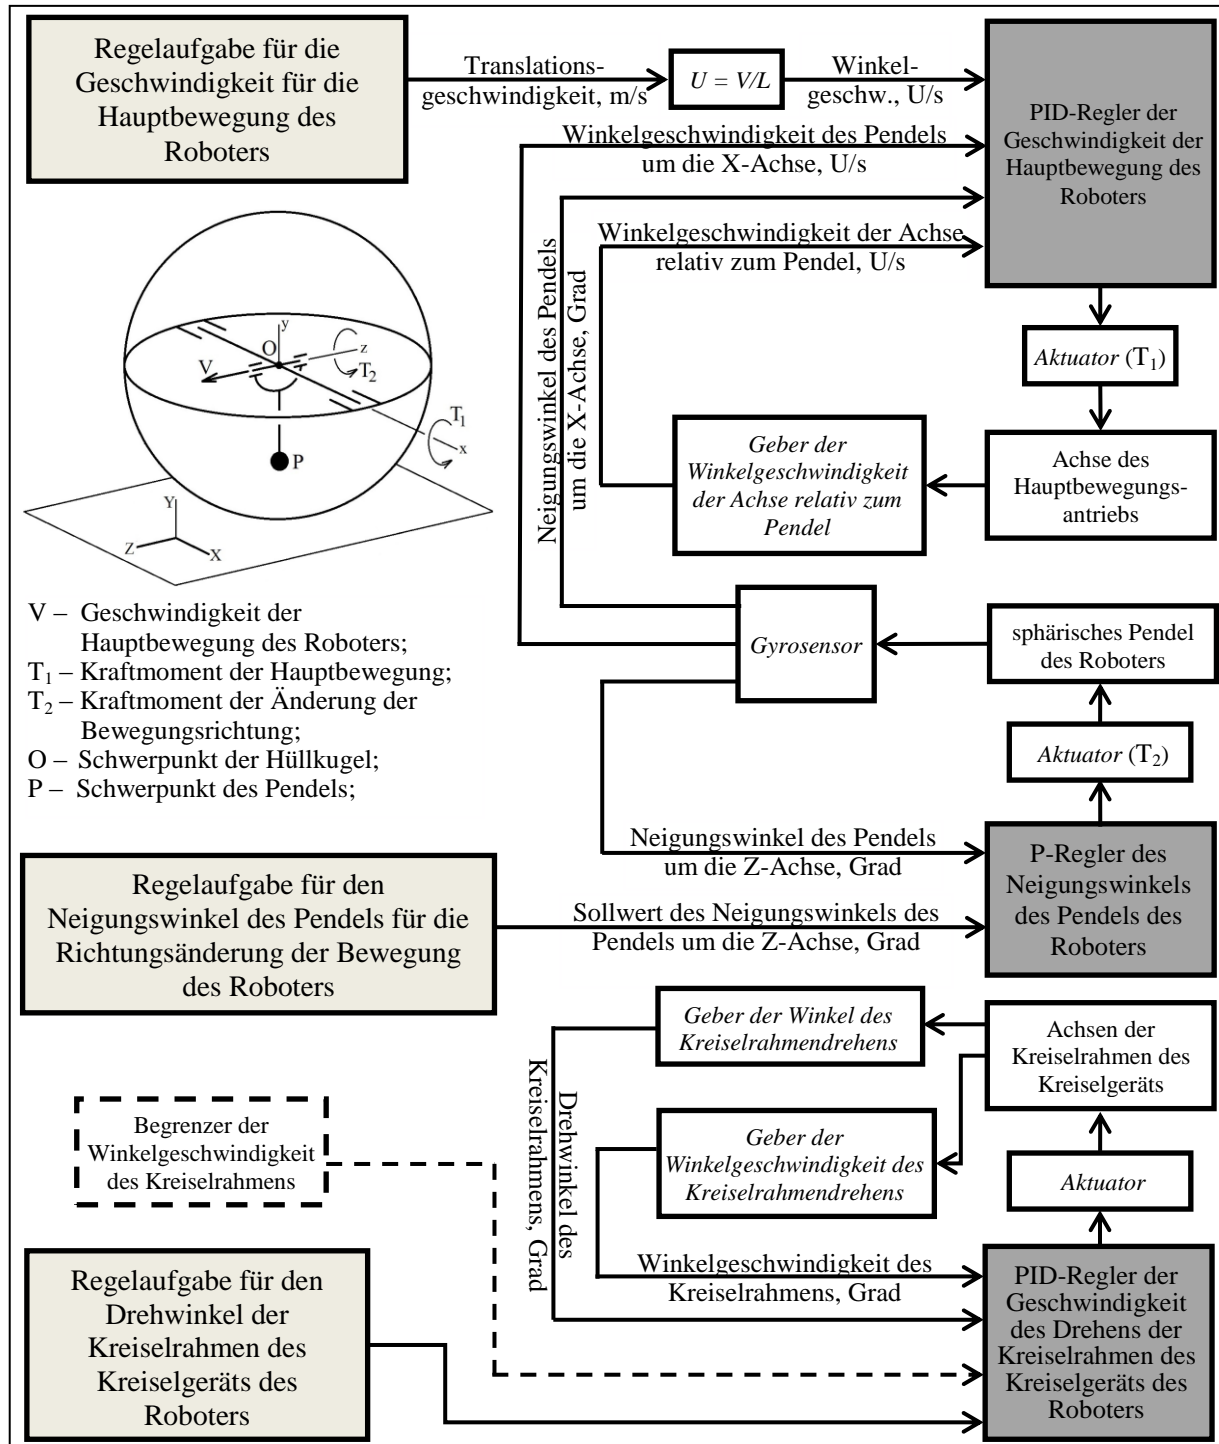 Regelaufgabe für die
Geschwindigkeit für die
Hauptbewegung des
Roboters
Translations-
geschwindigkeit, m/s
U = V/L
Winkel-
geschw., U/s
PID-Regler der
Geschwindigkeit der
Hauptbewegung des
Roboters
Winkelgeschwindigkeit des Pendels
um die X-Achse, U/s
Neigungswinkel des Pendels
um die X-Achse, Grad
Winkelgeschwindigkeit der Achse
relativ zum Pendel, U/s
Aktuator (T1)
Achse des
Hauptbewegungs-
antriebs
Geber der
Winkelgeschwindigkeit
der Achse relativ zum
Pendel
y
O
z
V
T2
T1
x
P
Y
Z
X
V – Geschwindigkeit der
Hauptbewegung des Roboters;
T1 – Kraftmoment der Hauptbewegung;
T2 – Kraftmoment der Änderung der
Bewegungsrichtung;
O – Schwerpunkt der Hüllkugel;
P – Schwerpunkt des Pendels;
Gyrosensor
sphärisches Pendel
des Roboters
Aktuator (T2)
Neigungswinkel des Pendels
um die Z-Achse, Grad
P-Regler des
Neigungswinkels
des Pendels des
Roboters
Regelaufgabe für den
Neigungswinkel des Pendels für die
Richtungsänderung der Bewegung
des Roboters
Sollwert des Neigungswinkels des
Pendels um die Z-Achse, Grad
Geber der Winkel des
Kreiselrahmendrehens
Achsen der
Kreiselrahmen des
Kreiselgeräts
Drehwinkel des
Kreiselrahmens, Grad
Geber der
Winkelgeschwindigkeit des
Kreiselrahmendrehens
Aktuator
Begrenzer der
Winkelgeschwindigkeit
des Kreiselrahmens
Winkelgeschwindigkeit des
Kreiselrahmens, Grad
PID-Regler der
Geschwindigkeit
des Drehens der
Kreiselrahmen des
Kreiselgeräts des
Roboters
Regelaufgabe für den
Drehwinkel der
Kreiselrahmen des
Kreiselgeräts des
Roboters